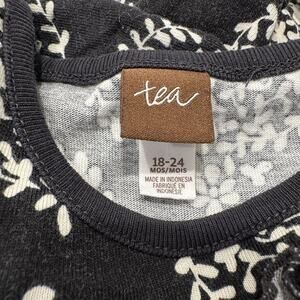 tea
18-24
MOS/MOIS
MADE IN INDONESIA
FABRIQUÉ EN
INDONÉSIE